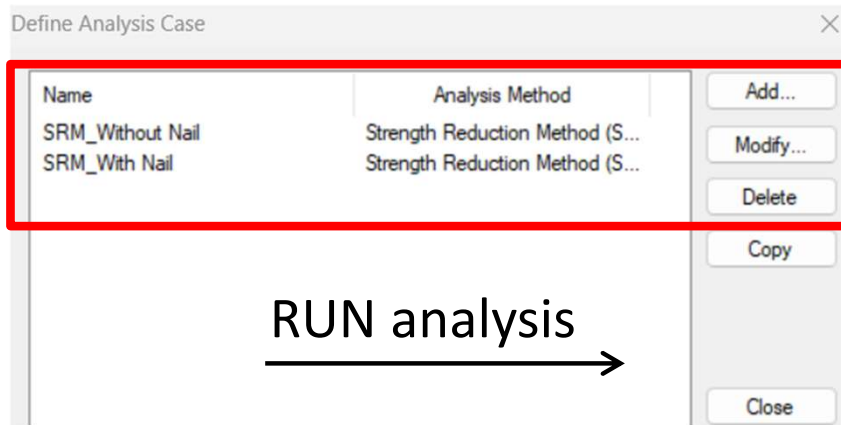 Define Analysis Case
Name Analysis Method
SRM_Without Nail Strength Reduction Method (S...
SRM_With Nail Strength Reduction Method (S...
Add...
Modify...
Delete
Copy
RUN analysis
Close